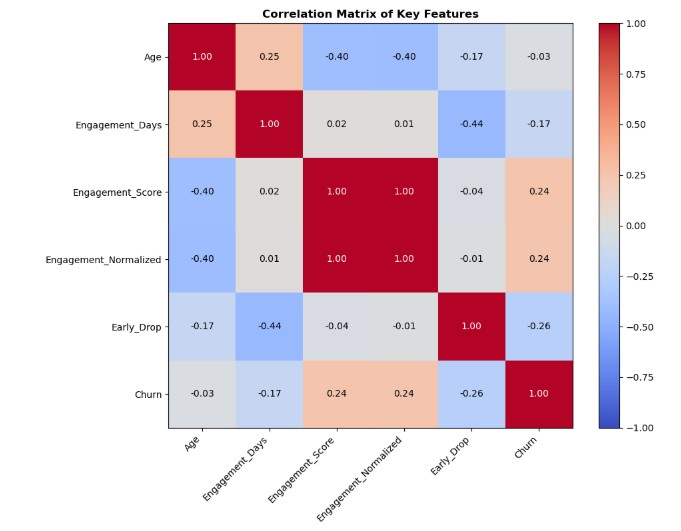 Correlation Matrix of Key Features
Age 1.00 0.25 -0.40 -0.40 -0.17 -0.03
Engagement_Days 0.25 1.00 0.02 0.01 -0.44 -0.17
Engagement_Score -0.40 0.02 1.00 1.00 -0.04 0.24
Engagement_Normalized -0.40 0.01 1.00 1.00 -0.01 0.24
Early_Drop -0.17 -0.44 -0.04 -0.01 1.00 -0.26
Churn -0.03 -0.17 0.24 0.24 -0.26 1.00
Age
Engagement_Days
Engagement_Score
Engagement_Normalized
Early_Drop
Churn
1.00
0.75
0.50
0.25
0.00
−0.25
−0.50
−0.75
−1.00